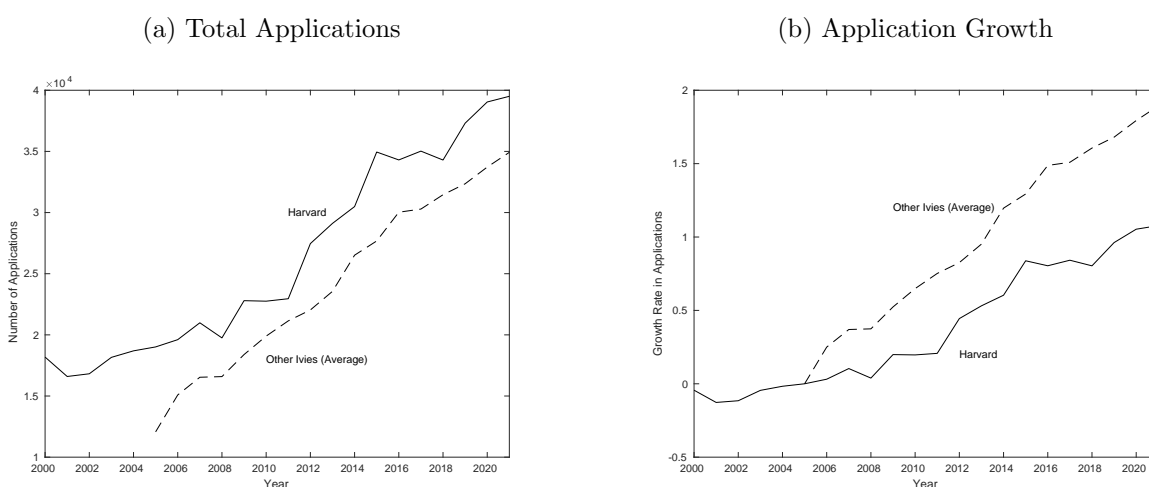 (a) Total Applications
×10⁴
4
3.5
3
2.5
2
1.5
1
Number of Applications
Harvard
Other Ivies (Average)
2000 2002 2004 2006 2008 2010 2012 2014 2016 2018 2020
Year
(b) Application Growth
2
1.5
1
0.5
0
-0.5
Growth Rate in Applications
Other Ivies (Average)
Harvard
2000 2002 2004 2006 2008 2010 2012 2014 2016 2018 2020
Year